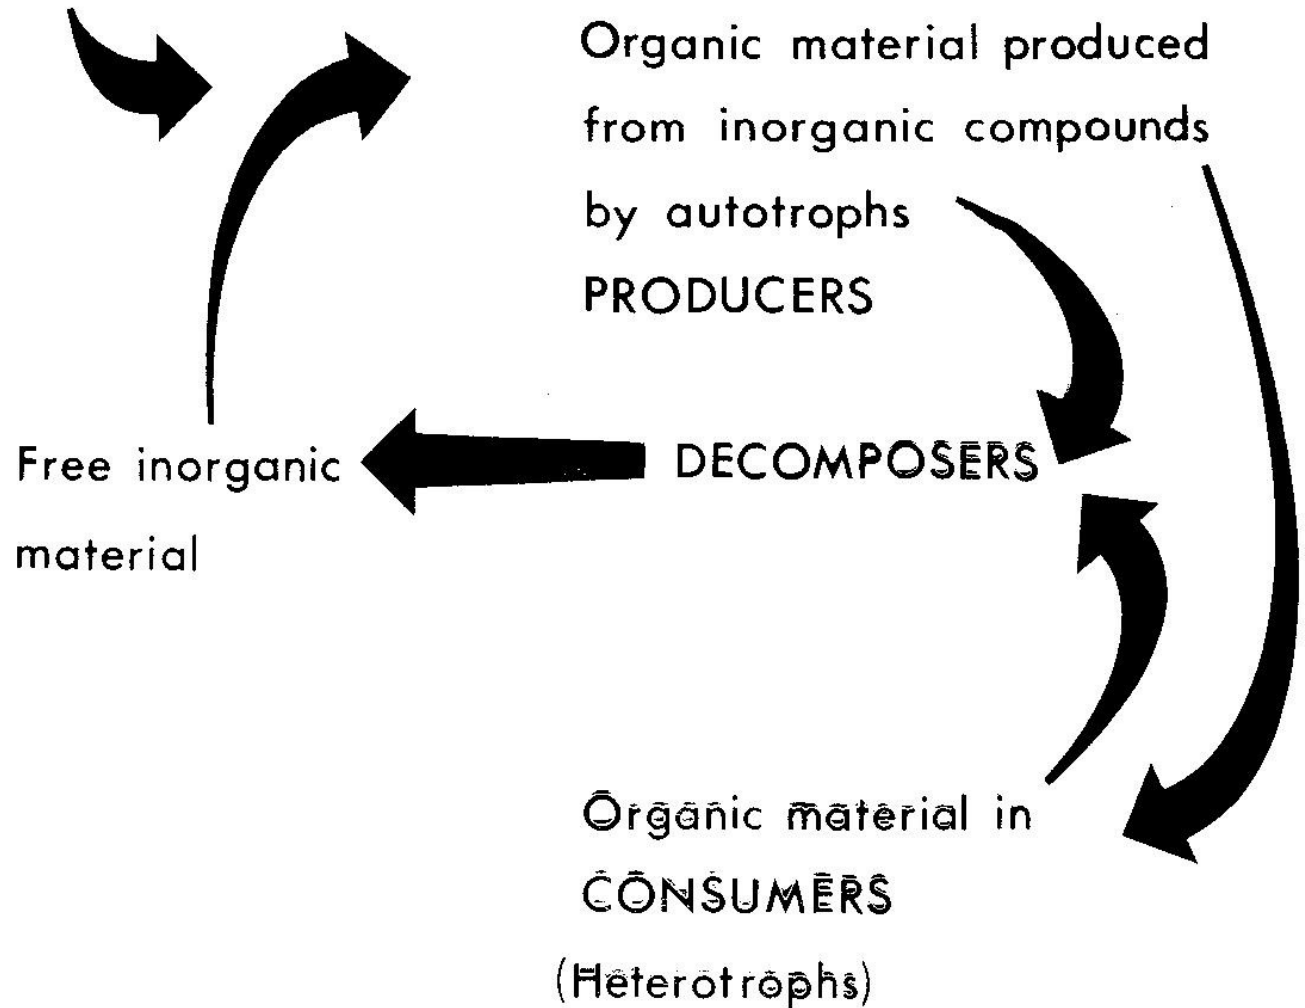 Organic material produced
from inorganic compounds
by autotrophs
PRODUCERS
Free inorganic
material
DECOMPOSERS
Organic material in
CONSUMERS
(Heterotrophs)